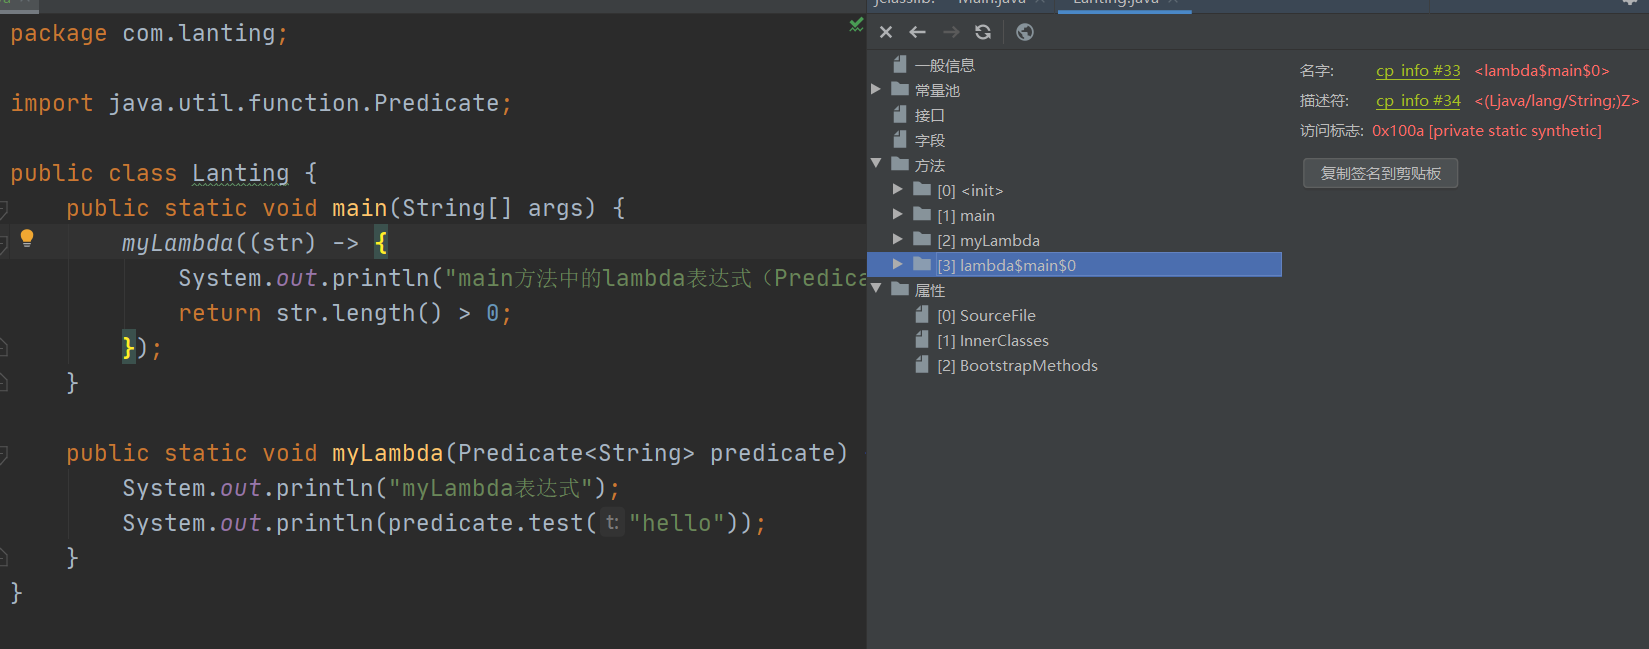 package com.lanting;
import java.util.function.Predicate;
public class Lanting {
public static void main(String[] args) {
myLambda((str) -> {
System.out.println("main方法中的lambda表达式（Predica
return str.length() > 0;
});
}
public static void myLambda(Predicate<String> predicate)
System.out.println("myLambda表达式");
System.out.println(predicate.test( t: "hello"));
}
}
jclasslib: Main.java Lanting.java
一般信息
常量池
接口
字段
方法
[0] <init>
[1] main
[2] myLambda
[3] lambda$main$0
属性
[0] SourceFile
[1] InnerClasses
[2] BootstrapMethods
名字: cp_info #33 <lambda$main$0>
描述符: cp_info #34 <(Ljava/lang/String;)Z>
访问标志: 0x100a [private static synthetic]
复制签名到剪贴板